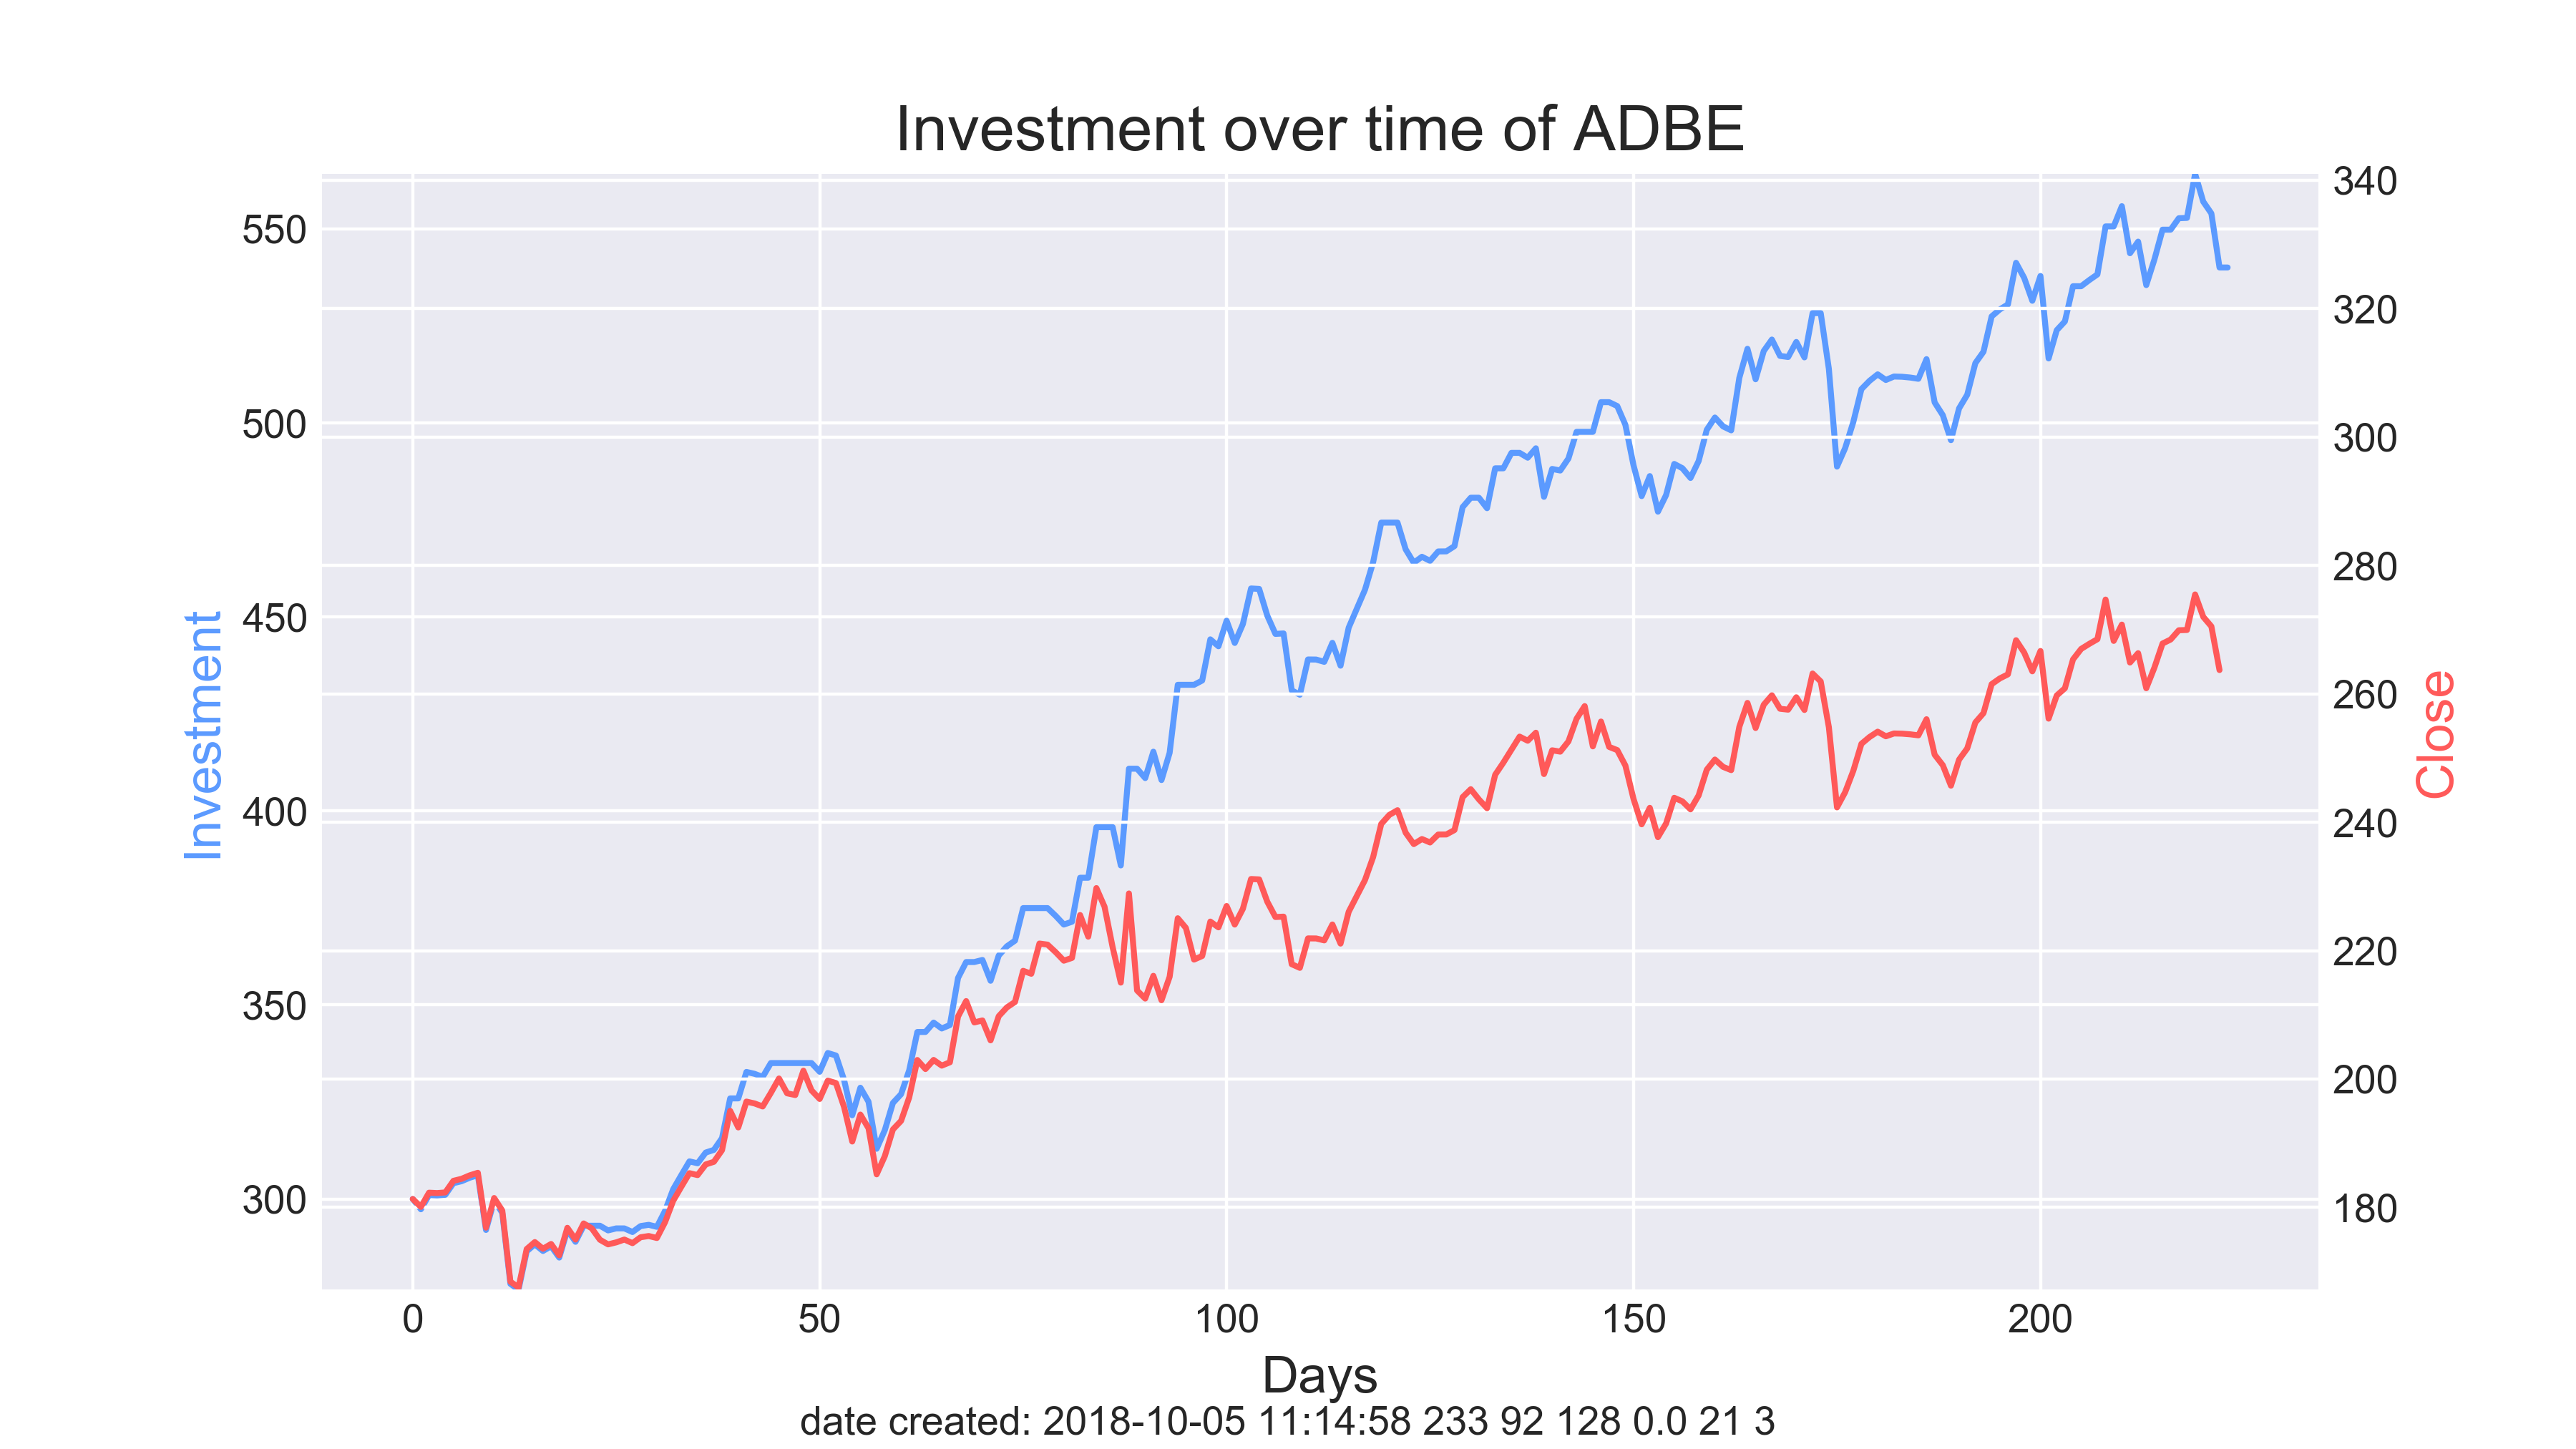 Investment over time of ADBE
340
550
320
500
300
280
450
260
400
240
220
350
200
300
180
Investment
Close
0 50 100 150 200
Days
date created: 2018-10-05 11:14:58 233 92 128 0.0 21 3